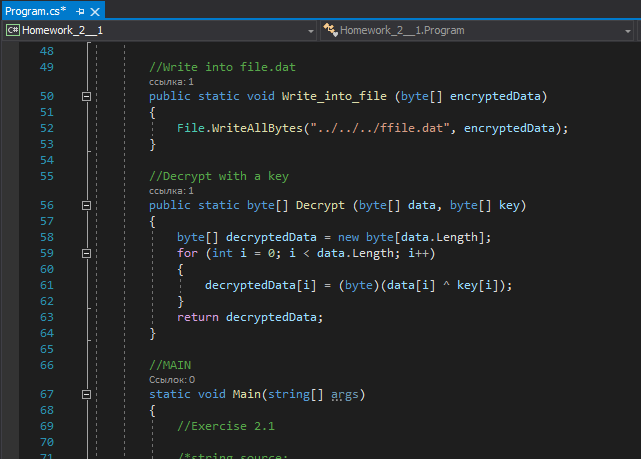 Program.cs*
Homework_2__1
Homework_2__1.Program
48
49 //Write into file.dat
ссылка: 1
50 public static void Write_into_file (byte[] encryptedData)
51 {
52 File.WriteAllBytes("../../../ffile.dat", encryptedData);
53 }
54
55 //Decrypt with a key
ссылка: 1
56 public static byte[] Decrypt (byte[] data, byte[] key)
57 {
58 byte[] decryptedData = new byte[data.Length];
59 for (int i = 0; i < data.Length; i++)
60 {
61 decryptedData[i] = (byte)(data[i] ^ key[i]);
62 }
63 return decryptedData;
64 }
65
66 //MAIN
Ссылок: 0
67 static void Main(string[] args)
68 {
69 //Exercise 2.1
70
71 /*string source;